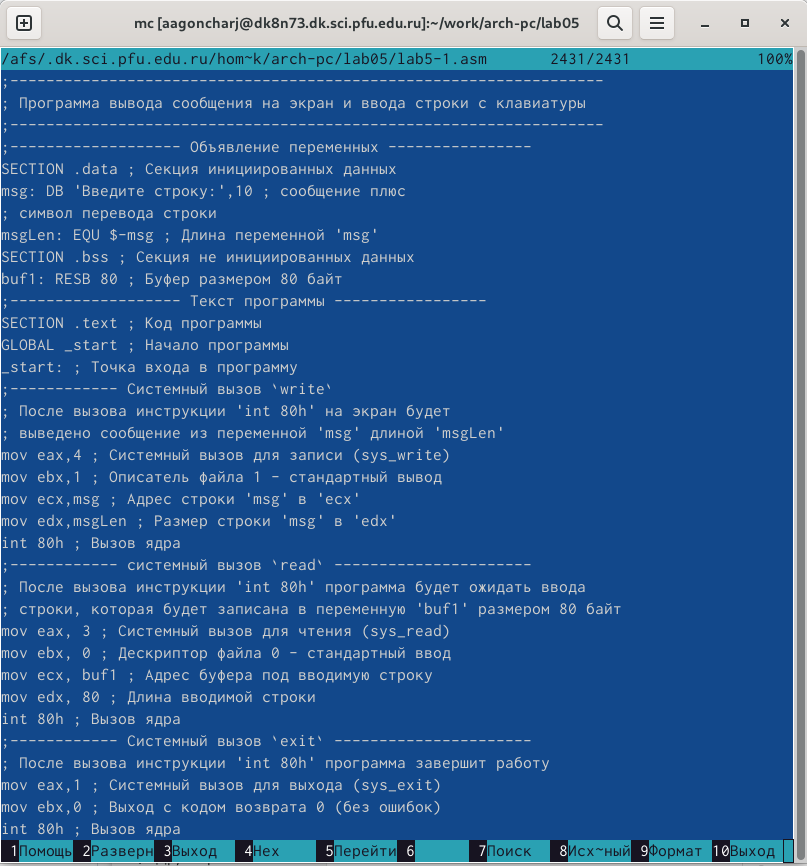 mc [aagoncharj@dk8n73.dk.sci.pfu.edu.ru]:~/work/arch-pc/lab05
/afs/.dk.sci.pfu.edu.ru/hom~k/arch-pc/lab05/lab5-1.asm 2431/2431 100%
;------------------------------------------------------------------
; Программа вывода сообщения на экран и ввода строки с клавиатуры
;------------------------------------------------------------------
;------------------- Объявление переменных ----------------
SECTION .data ; Секция инициированных данных
msg: DB 'Введите строку:',10 ; сообщение плюс
; символ перевода строки
msgLen: EQU $-msg ; Длина переменной 'msg'
SECTION .bss ; Секция не инициированных данных
buf1: RESB 80 ; Буфер размером 80 байт
;------------------- Текст программы -----------------
SECTION .text ; Код программы
GLOBAL _start ; Начало программы
_start: ; Точка входа в программу
;------------ Системный вызов `write`
; После вызова инструкции 'int 80h' на экран будет
; выведено сообщение из переменной 'msg' длиной 'msgLen'
mov eax,4 ; Системный вызов для записи (sys_write)
mov ebx,1 ; Описатель файла 1 - стандартный вывод
mov ecx,msg ; Адрес строки 'msg' в 'ecx'
mov edx,msgLen ; Размер строки 'msg' в 'edx'
int 80h ; Вызов ядра
;------------ системный вызов `read` ----------------------
; После вызова инструкции 'int 80h' программа будет ожидать ввода
; строки, которая будет записана в переменную 'buf1' размером 80 байт
mov eax, 3 ; Системный вызов для чтения (sys_read)
mov ebx, 0 ; Дескриптор файла 0 - стандартный ввод
mov ecx, buf1 ; Адрес буфера под вводимую строку
mov edx, 80 ; Длина вводимой строки
int 80h ; Вызов ядра
;------------ Системный вызов `exit` ----------------------
; После вызова инструкции 'int 80h' программа завершит работу
mov eax,1 ; Системный вызов для выхода (sys_exit)
mov ebx,0 ; Выход с кодом возврата 0 (без ошибок)
int 80h ; Вызов ядра
1Помощь 2Разверн 3Выход 4Hex 5Перейти 6 7Поиск 8Исх~ный 9Формат 10Выход